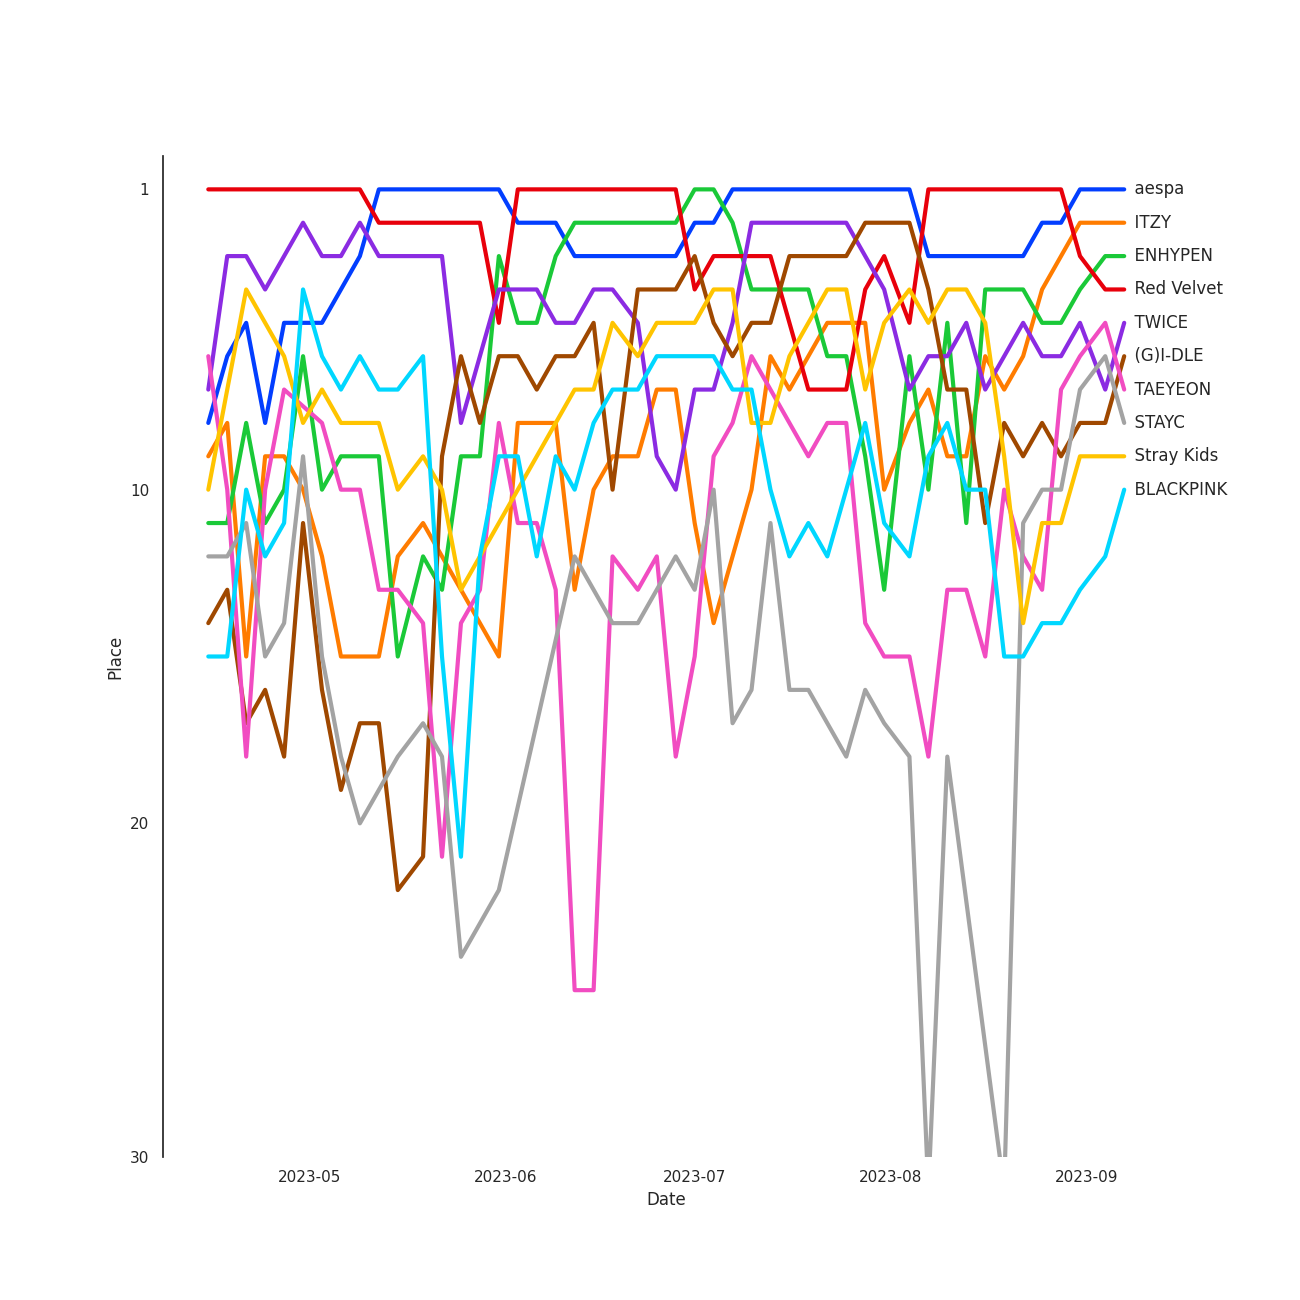 1
10
20
30
Place
2023-05
2023-06
2023-07
2023-08
2023-09
Date
aespa
ITZY
ENHYPEN
Red Velvet
TWICE
(G)I-DLE
TAEYEON
STAYC
Stray Kids
BLACKPINK